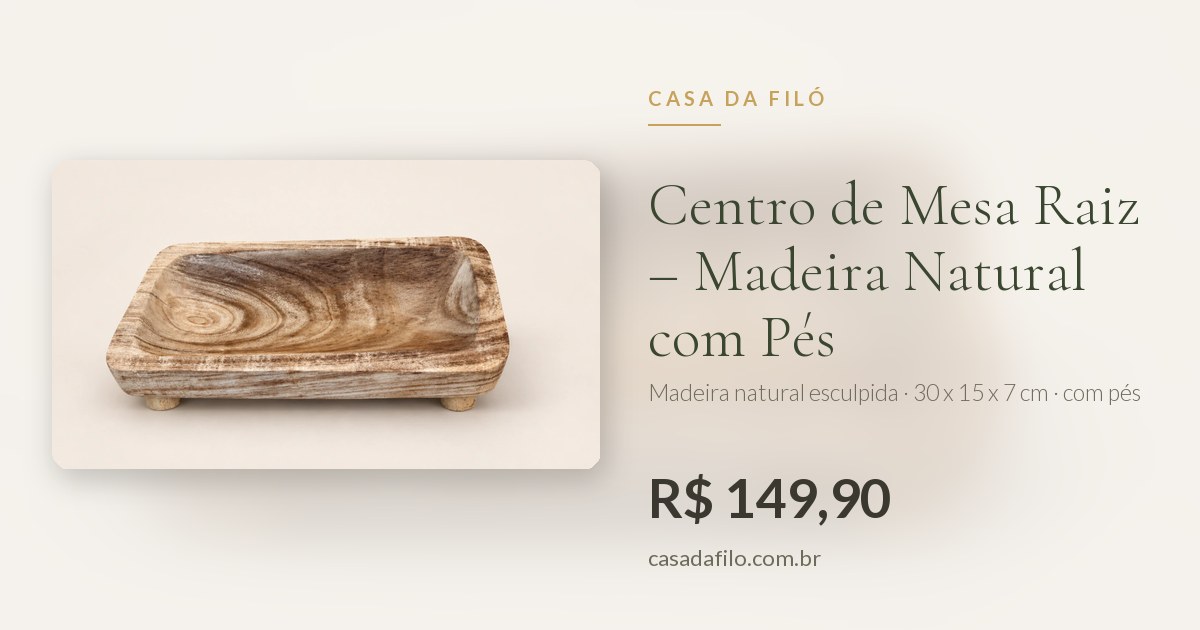 CASA DA FILÓ
Centro de Mesa Raiz
– Madeira Natural
com Pés
Madeira natural esculpida · 30 x 15 x 7 cm · com pés
R$ 149,90
casadafilo.com.br